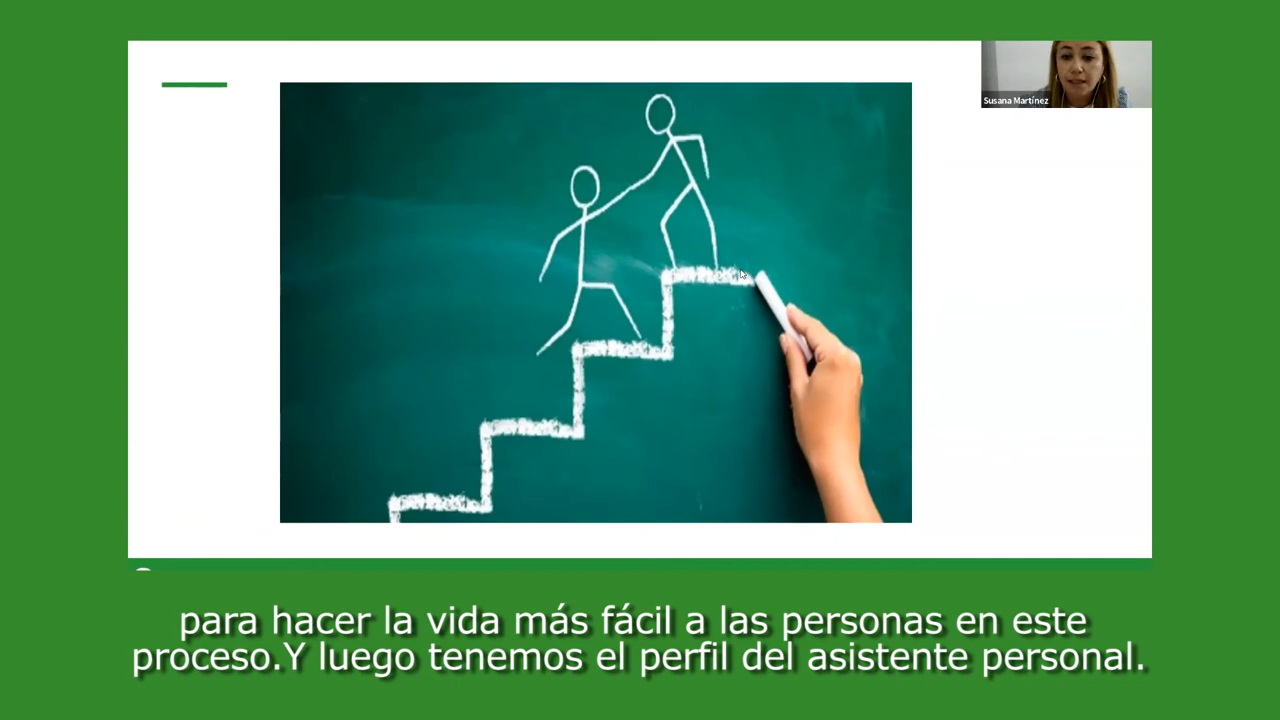 Susana Martínez
para hacer la vida más fácil a las personas en este
proceso.Y luego tenemos el perfil del asistente personal.